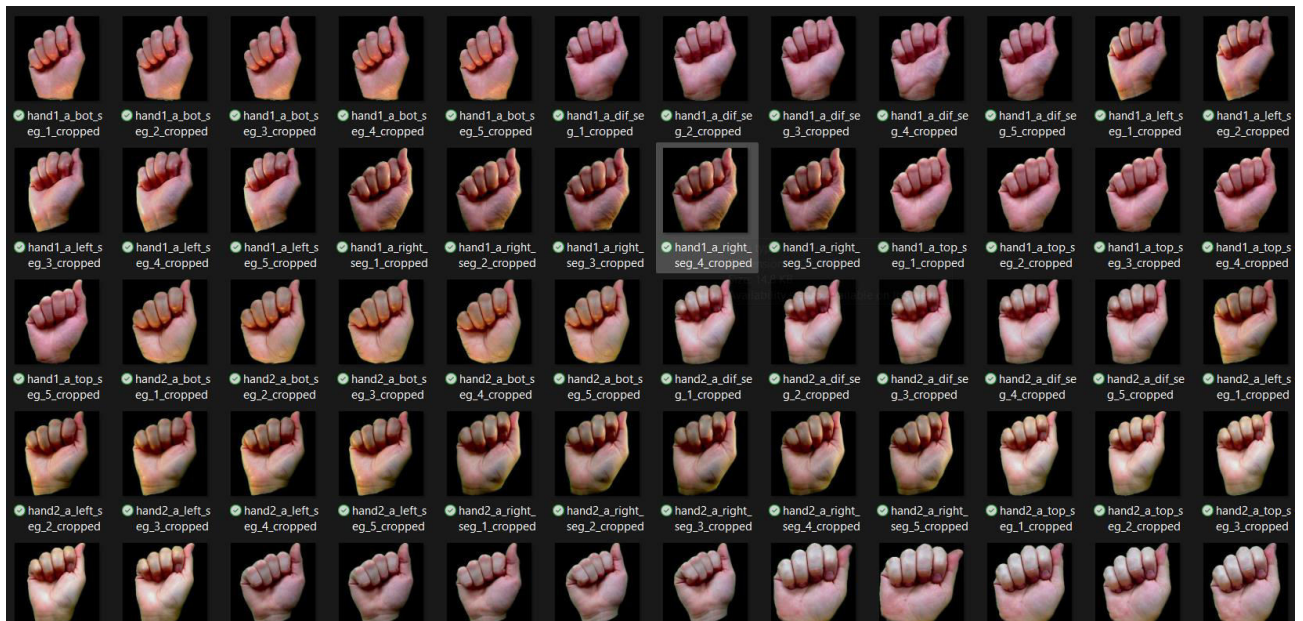 hand1_a_bot_s hand1_a_bot_s hand1_a_bot_s hand1_a_bot_s hand1_a_bot_s hand1_a_dif_se hand1_a_dif_se hand1_a_dif_se hand1_a_dif_se hand1_a_dif_se hand1_a_left_s hand1_a_left_s
eg_1_cropped eg_2_cropped eg_3_cropped eg_4_cropped eg_5_cropped g_1_cropped g_2_cropped g_3_cropped g_4_cropped g_5_cropped eg_1_cropped eg_2_cropped
hand1_a_left_s hand1_a_left_s hand1_a_left_s hand1_a_right_ hand1_a_right_ hand1_a_right_ hand1_a_right_ hand1_a_right_ hand1_a_top_s hand1_a_top_s hand1_a_top_s hand1_a_top_s
eg_3_cropped eg_4_cropped eg_5_cropped seg_1_cropped seg_2_cropped seg_3_cropped seg_4_cropped seg_5_cropped eg_1_cropped eg_2_cropped eg_3_cropped eg_4_cropped
hand1_a_top_s hand2_a_bot_s hand2_a_bot_s hand2_a_bot_s hand2_a_bot_s hand2_a_bot_s hand2_a_dif_se hand2_a_dif_se hand2_a_dif_se hand2_a_dif_se hand2_a_dif_se hand2_a_left_s
eg_5_cropped eg_1_cropped eg_2_cropped eg_3_cropped eg_4_cropped eg_5_cropped g_1_cropped g_2_cropped g_3_cropped g_4_cropped g_5_cropped eg_1_cropped
hand2_a_left_s hand2_a_left_s hand2_a_left_s hand2_a_left_s hand2_a_right_ hand2_a_right_ hand2_a_right_ hand2_a_right_ hand2_a_right_ hand2_a_top_s hand2_a_top_s hand2_a_top_s
eg_2_cropped eg_3_cropped eg_4_cropped eg_5_cropped seg_1_cropped seg_2_cropped seg_3_cropped seg_4_cropped seg_5_cropped eg_1_cropped eg_2_cropped eg_3_cropped